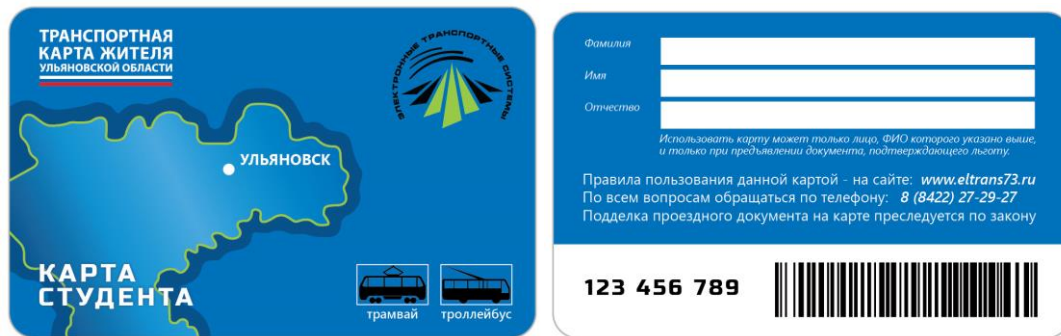 ТРАНСПОРТНАЯ
КАРТА ЖИТЕЛЯ
УЛЬЯНОВСКОЙ ОБЛАСТИ
ЭЛЕКТРОННЫЕ ТРАНСПОРТНЫЕ СИСТЕМЫ
УЛЬЯНОВСК
КАРТА
СТУДЕНТА
трамвай троллейбус
Фамилия
Имя
Отчество
Использовать карту может только лицо, ФИО которого указано выше,
и только при предъявлении документа, подтверждающего льготу.
Правила пользования данной картой - на сайте: www.eltrans73.ru
По всем вопросам обращаться по телефону: 8 (8422) 27-29-27
Подделка проездного документа на карте преследуется по закону
123 456 789